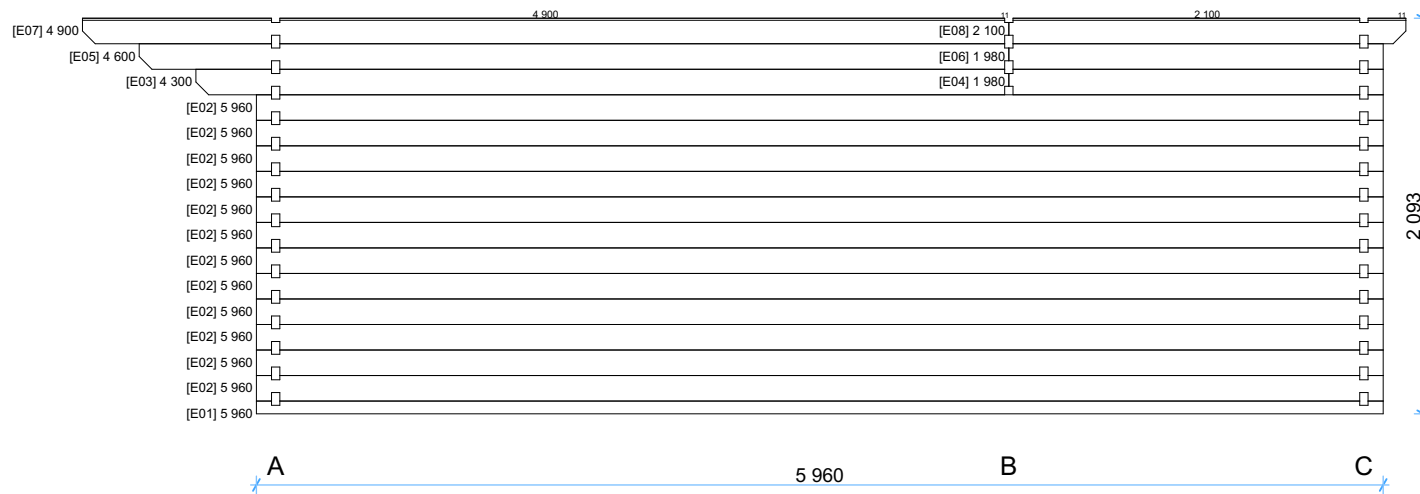 4 900 11 2 100 11
[E07] 4 900 [E08] 2 100
[E05] 4 600 [E06] 1 980
[E03] 4 300 [E04] 1 980
[E02] 5 960
[E02] 5 960
[E02] 5 960
[E02] 5 960
[E02] 5 960
[E02] 5 960
[E02] 5 960
[E02] 5 960
[E02] 5 960
[E02] 5 960
[E02] 5 960
[E02] 5 960
[E01] 5 960
2 093
A B C
5 960